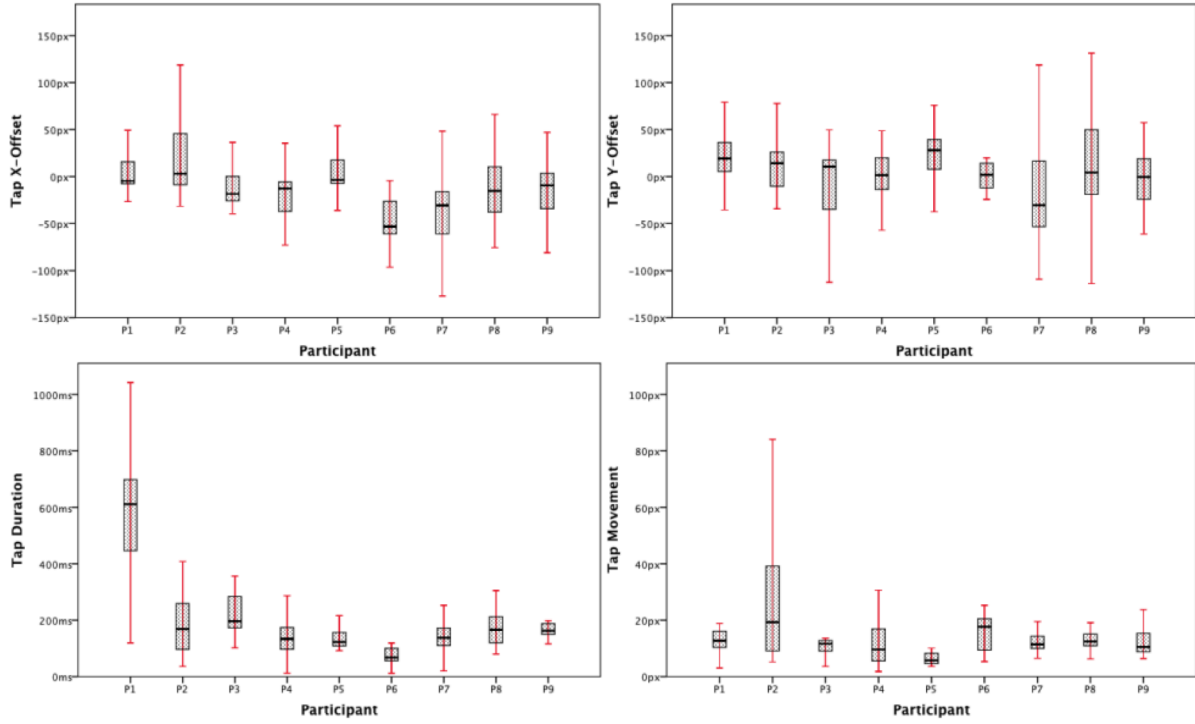 Tap X-Offset
150px
100px
50px
0px
-50px
-100px
-150px
P1 P2 P3 P4 P5 P6 P7 P8 P9
Participant
Tap Y-Offset
150px
100px
50px
0px
-50px
-100px
-150px
P1 P2 P3 P4 P5 P6 P7 P8 P9
Participant
Tap Duration
1000ms
800ms
600ms
400ms
200ms
0ms
P1 P2 P3 P4 P5 P6 P7 P8 P9
Participant
Tap Movement
100px
80px
60px
40px
20px
0px
P1 P2 P3 P4 P5 P6 P7 P8 P9
Participant